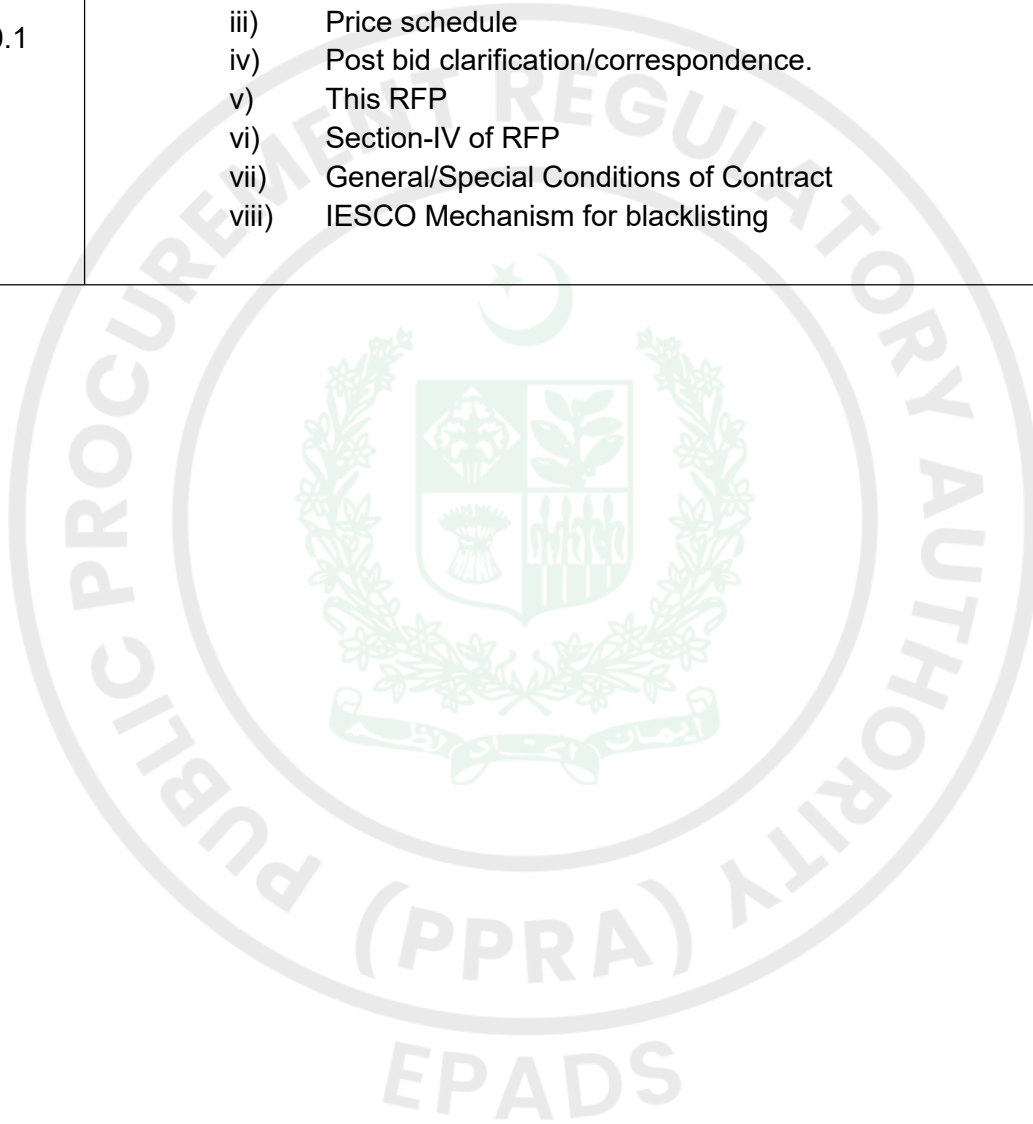 .1
iii) Price schedule
iv) Post bid clarification/correspondence.
v) This RFP
vi) Section-IV of RFP
vii) General/Special Conditions of Contract
viii) IESCO Mechanism for blacklisting
PUBLIC PROCUREMENT REGULATORY AUTHORITY
(PPRA)
EPADS